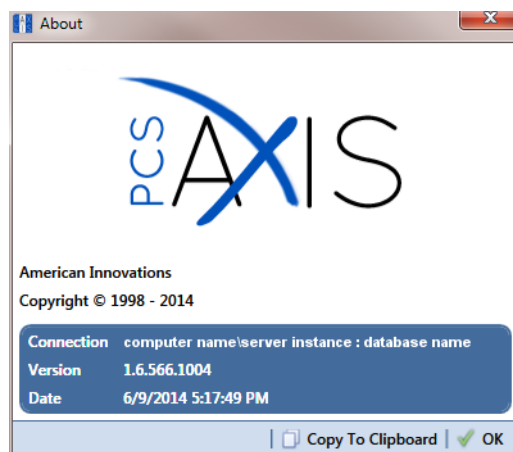 About
PCS AXIS
American Innovations
Copyright © 1998 - 2014
Connection computer name\server instance : database name
Version 1.6.566.1004
Date 6/9/2014 5:17:49 PM
Copy To Clipboard OK